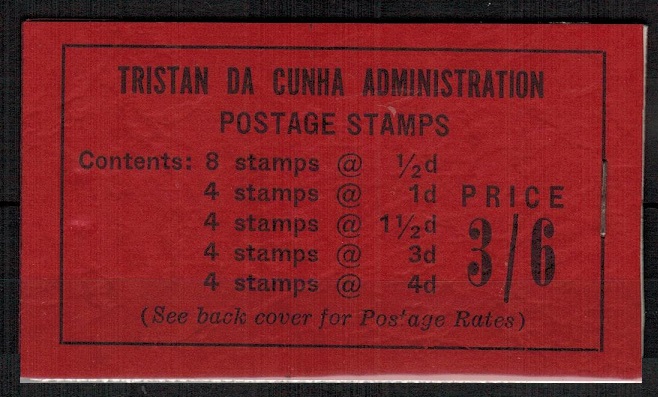 TRISTAN DA CUNHA ADMINISTRATION
POSTAGE STAMPS
Contents: 8 stamps @ ½d
4 stamps @ 1d
4 stamps @ 1½d
4 stamps @ 3d
4 stamps @ 4d
PRICE
3/6
(See back cover for Postage Rates)